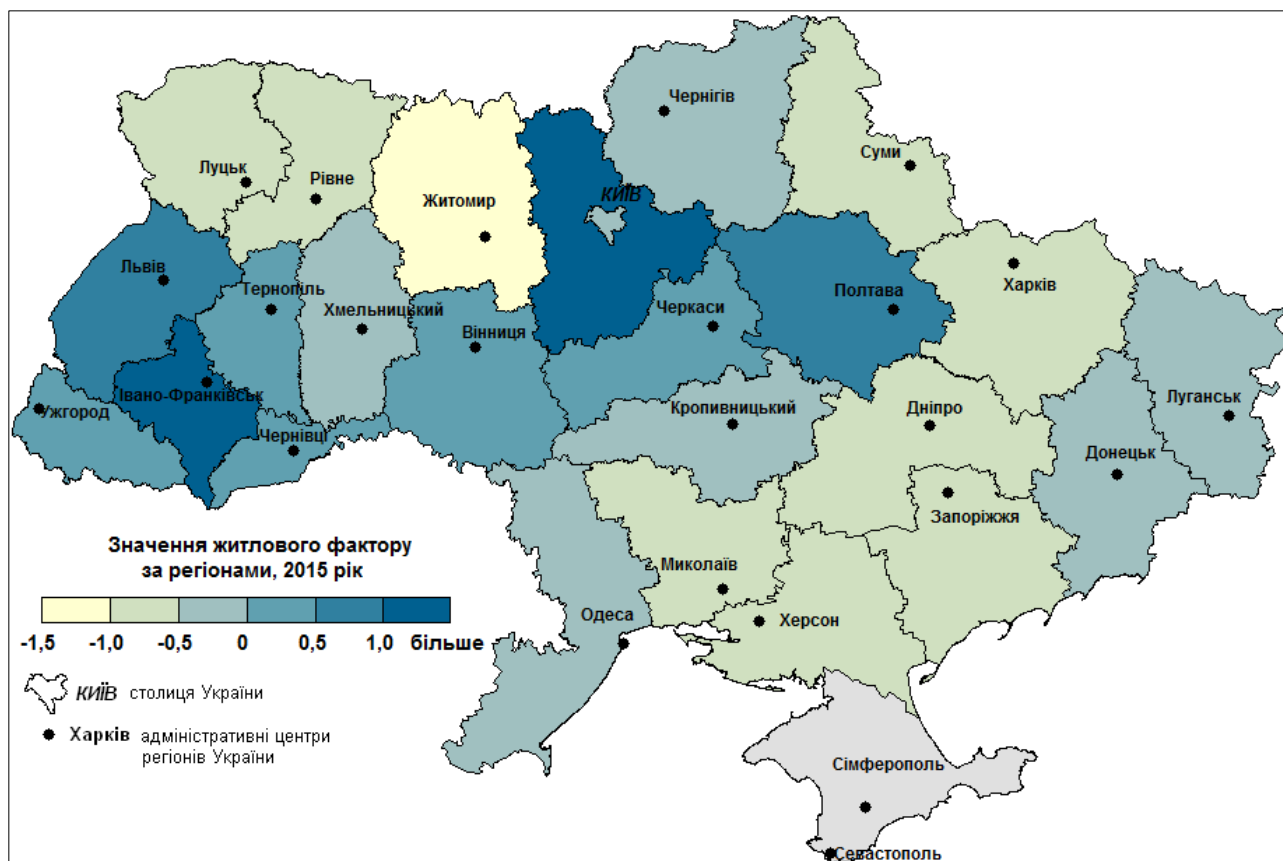 Чернігів
Суми
Луцьк
Рівне
Житомир
КИЇВ
Львів
Тернопіль
Хмельницький
Вінниця
Черкаси
Полтава
Харків
Ужгород
Івано-Франківськ
Чернівці
Кропивницький
Дніпро
Луганськ
Донецьк
Запоріжжя
Миколаїв
Одеса
Херсон
Сімферополь
Севастополь
Значення житлового фактору
за регіонами, 2015 рік
-1,5 -1,0 -0,5 0 0,5 1,0 більше
КИЇВ столиця України
Харків адміністративні центри
регіонів України